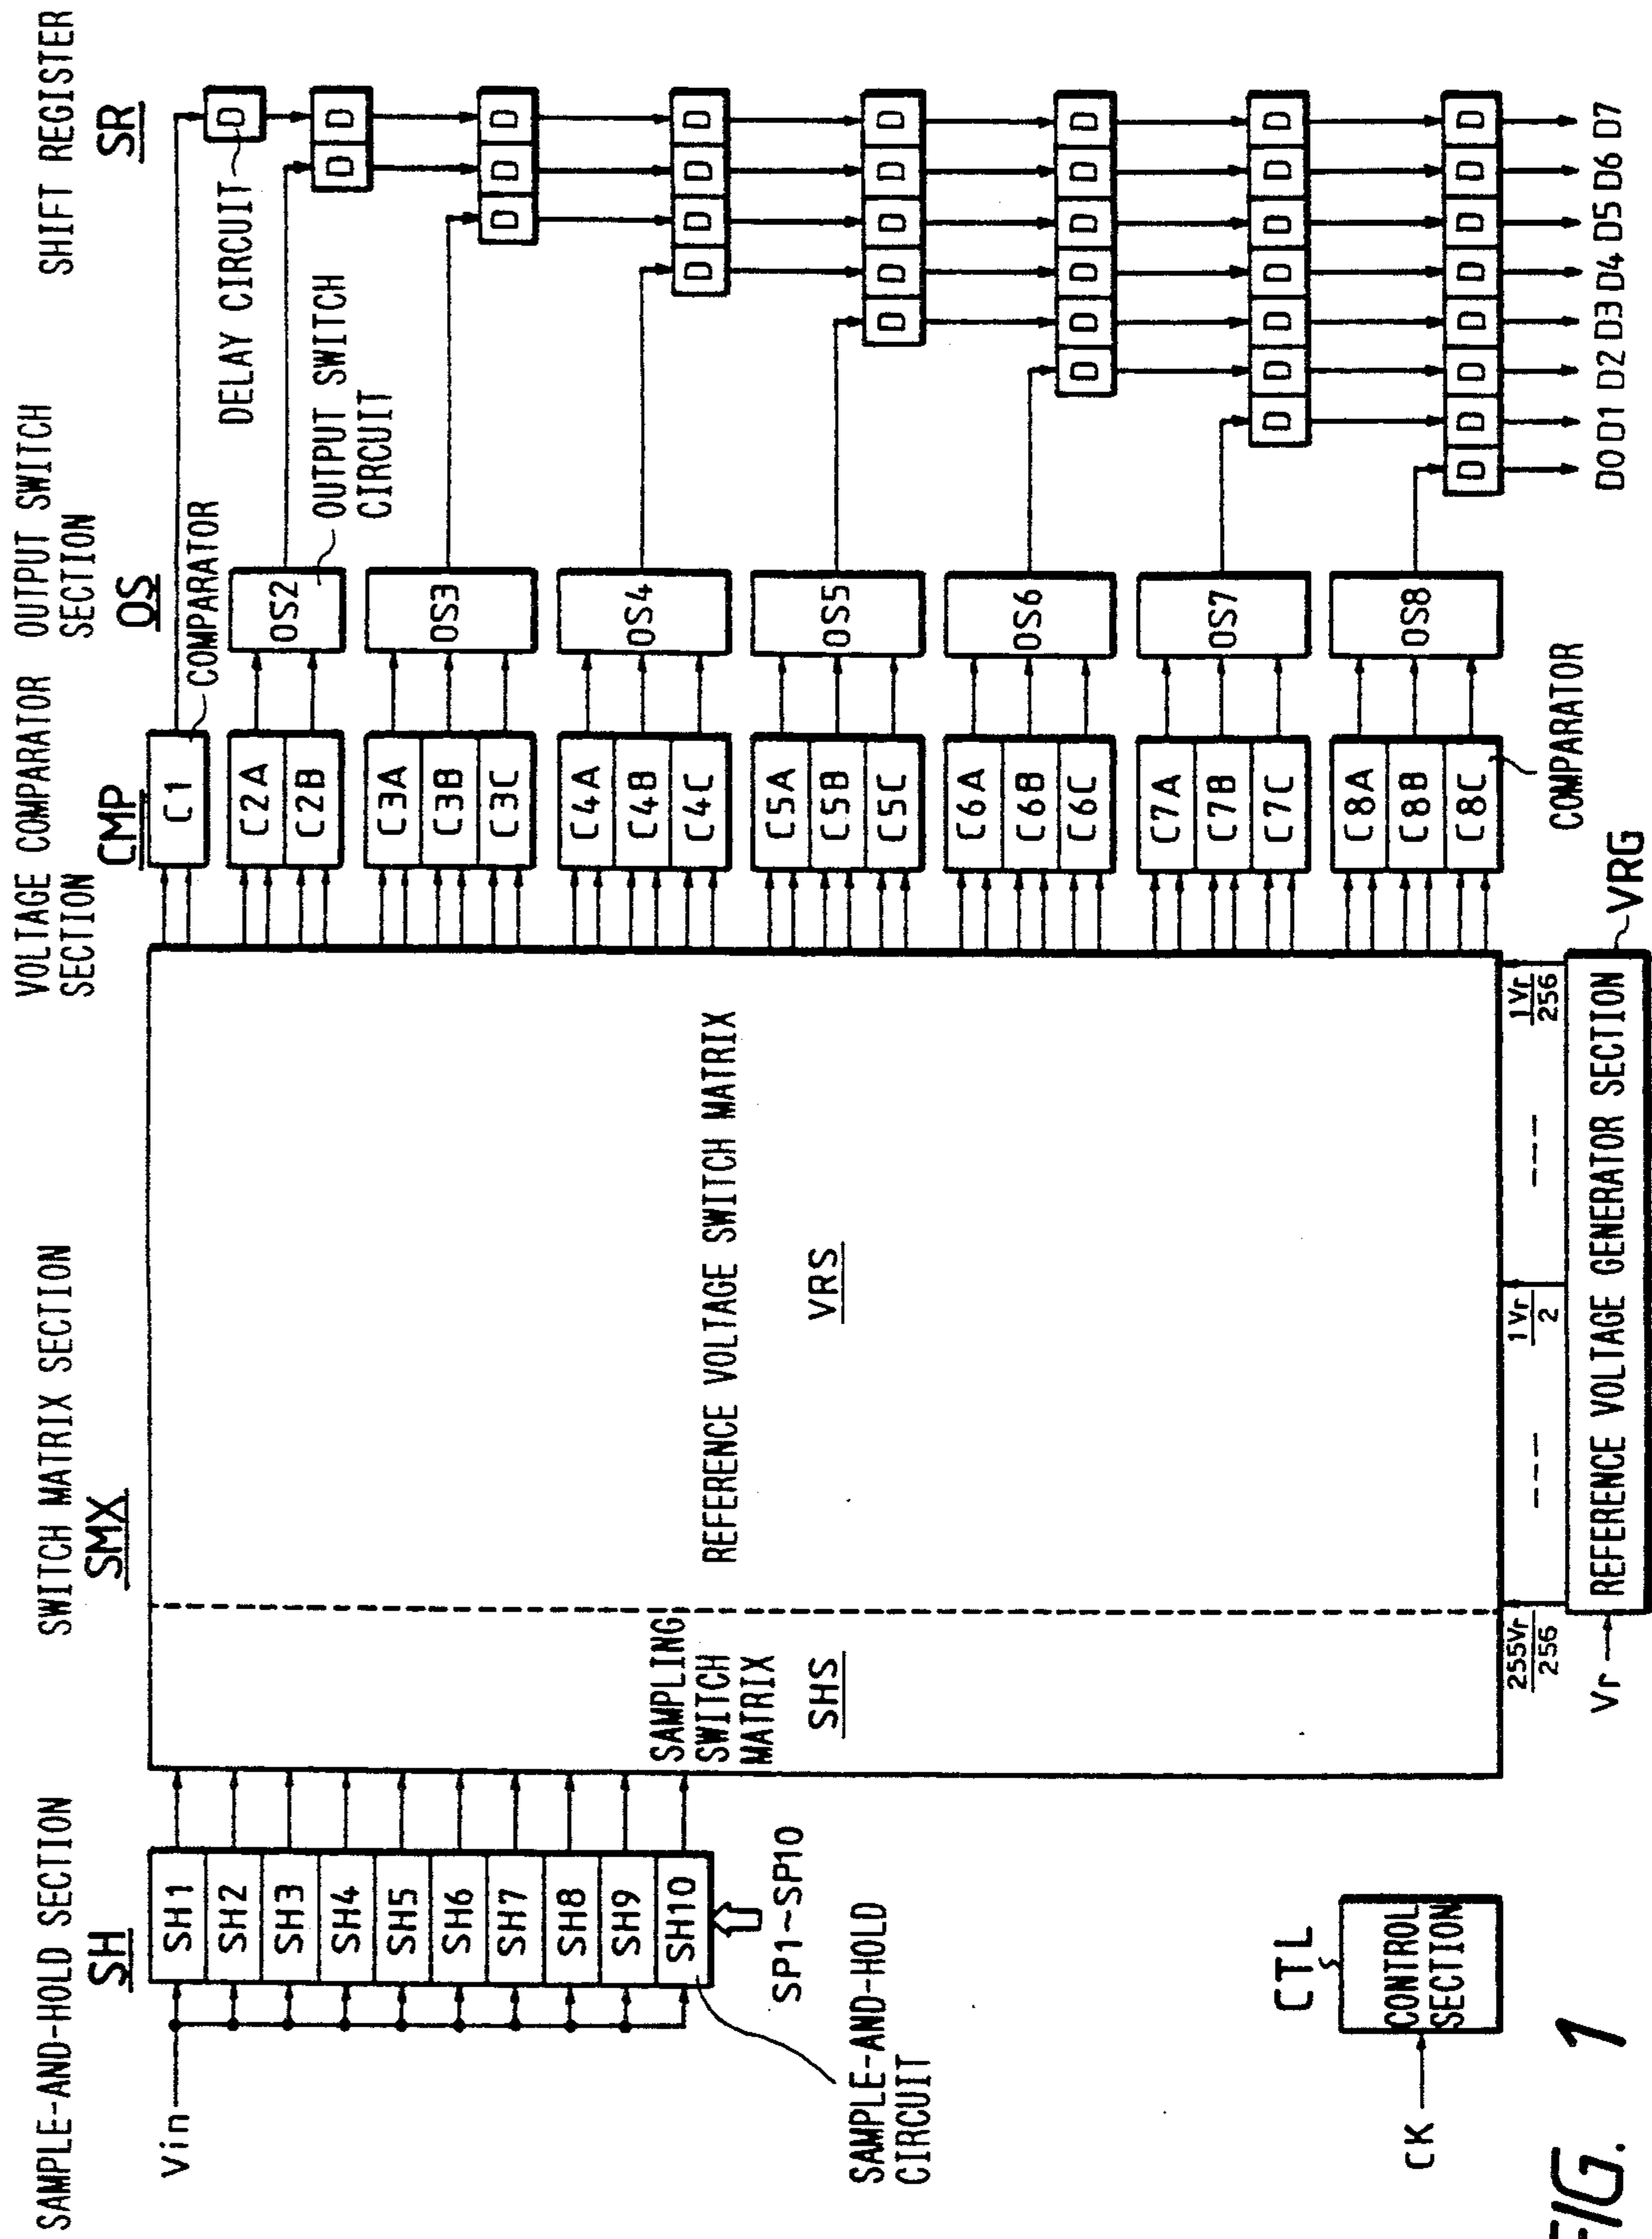 SAMPLE-AND-HOLD SECTION
SH
SWITCH MATRIX SECTION
SMX
VOLTAGE COMPARATOR
SECTION
CMP
OUTPUT SWITCH
SECTION
OS
SHIFT REGISTER
SR
Vin
SH1
SH2
SH3
SH4
SH5
SH6
SH7
SH8
SH9
SH10
SP1~SP10
SAMPLE-AND-HOLD
CIRCUIT
SAMPLING
SWITCH
MATRIX
SHS
REFERENCE VOLTAGE SWITCH MATRIX
VRS
C1
COMPARATOR
C2A
C2B
C3A
C3B
C3C
C4A
C4B
C4C
C5A
C5B
C5C
C6A
C6B
C6C
C7A
C7B
C7C
C8A
C8B
C8C
COMPARATOR
OS2
OS3
OS4
OS5
OS6
OS7
OS8
OUTPUT SWITCH
CIRCUIT
DELAY CIRCUIT
D
D D
D D D
D D D D
D D D D D
D D D D D D
D D D D D D D
D D D D D D D D
D0 D1 D2 D3 D4 D5 D6 D7
255Vr
256
1Vr
2
1Vr
256
Vr
REFERENCE VOLTAGE GENERATOR SECTION
VRG
CTL
CONTROL
SECTION
CK
FIG. 1